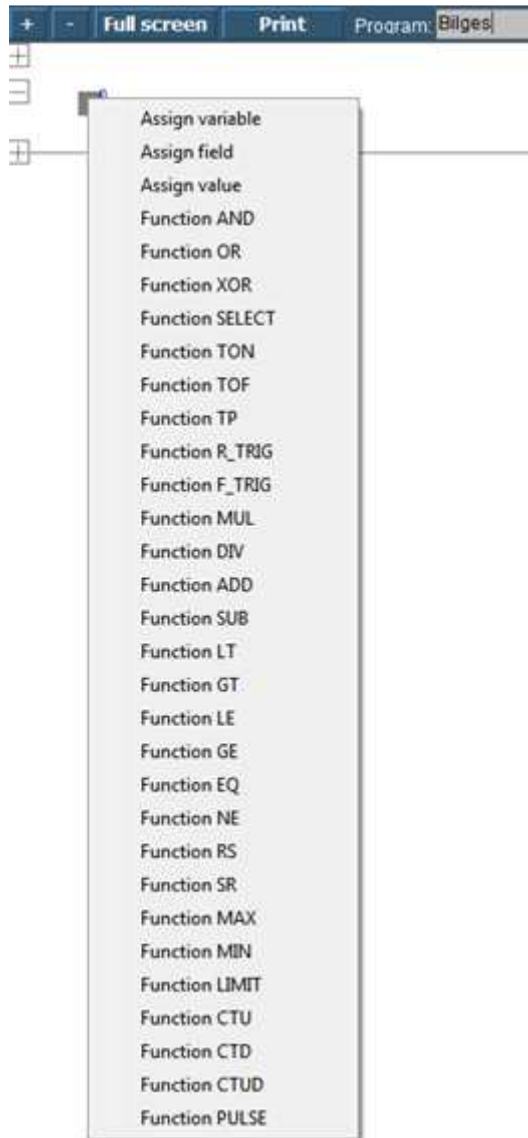 + - Full screen Print Program: Bilges
Assign variable
Assign field
Assign value
Function AND
Function OR
Function XOR
Function SELECT
Function TON
Function TOF
Function TP
Function R_TRIG
Function F_TRIG
Function MUL
Function DIV
Function ADD
Function SUB
Function LT
Function GT
Function LE
Function GE
Function EQ
Function NE
Function RS
Function SR
Function MAX
Function MIN
Function LIMIT
Function CTU
Function CTD
Function CTUD
Function PULSE